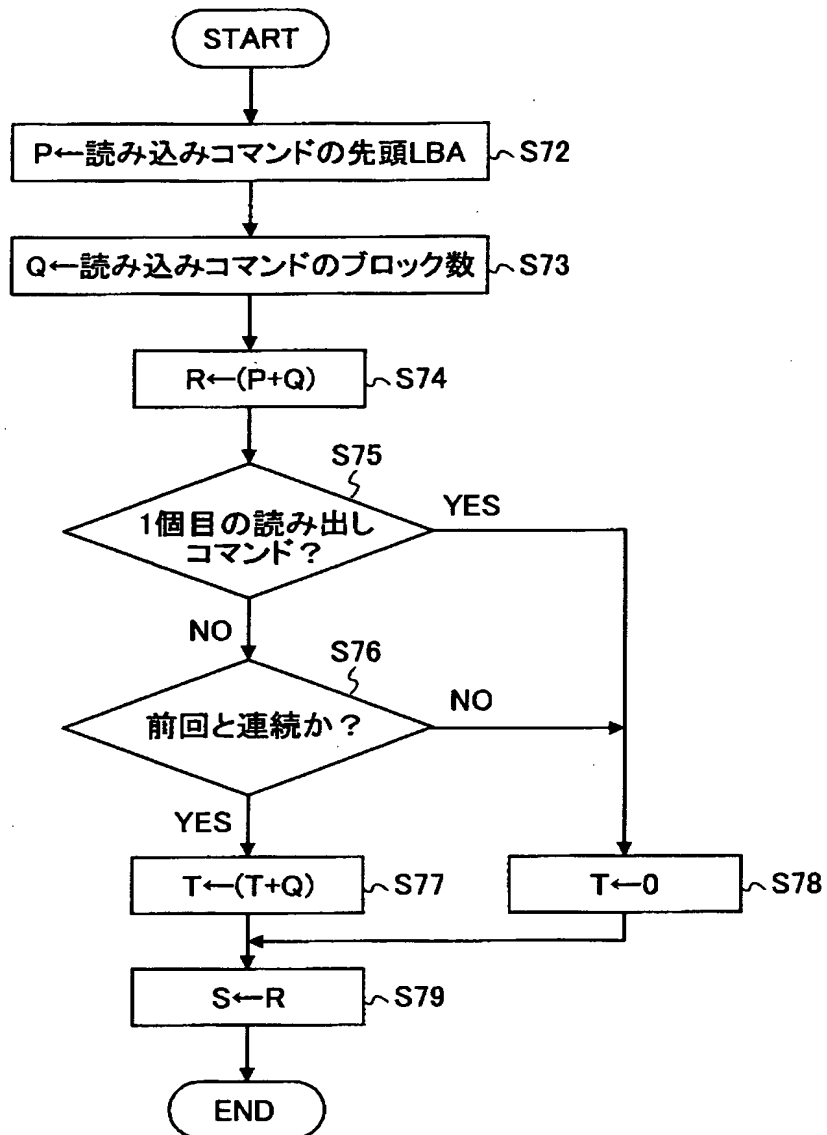 START
P←読み込みコマンドの先頭LBA
S72
Q←読み込みコマンドのブロック数
S73
R←(P+Q)
S74
S75
1個目の読み出し
コマンド？
YES
NO
S76
前回と連続か？
NO
YES
T←(T+Q)
S77
T←0
S78
S←R
S79
END